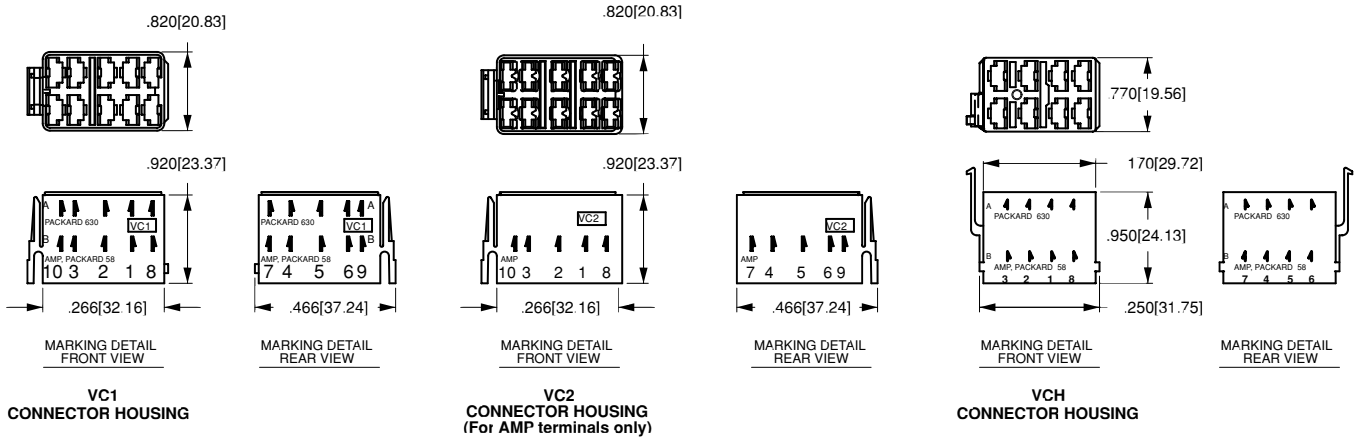 .820[20.83]
.920[23.37]
A
PACKARD 630
VC1
B
AMP, PACKARD 58
10 3 2 1 8
.266[32.16]
MARKING DETAIL
FRONT VIEW
A
PACKARD 630
VC1
B
AMP, PACKARD 58
7 4 5 6 9
.466[37.24]
MARKING DETAIL
REAR VIEW
VC1
CONNECTOR HOUSING
.820[20.83]
.920[23.37]
VC2
AMP
10 3 2 1 8
.266[32.16]
MARKING DETAIL
FRONT VIEW
VC2
AMP
7 4 5 6 9
.466[37.24]
MARKING DETAIL
REAR VIEW
VC2
CONNECTOR HOUSING
(For AMP terminals only)
.770[19.56]
170[29.72]
A
PACKARD 630
.950[24.13]
B
AMP, PACKARD 58
3 2 1 8
.250[31.75]
MARKING DETAIL
FRONT VIEW
A
PACKARD 630
B
AMP, PACKARD 58
7 4 5 6
MARKING DETAIL
REAR VIEW
VCH
CONNECTOR HOUSING